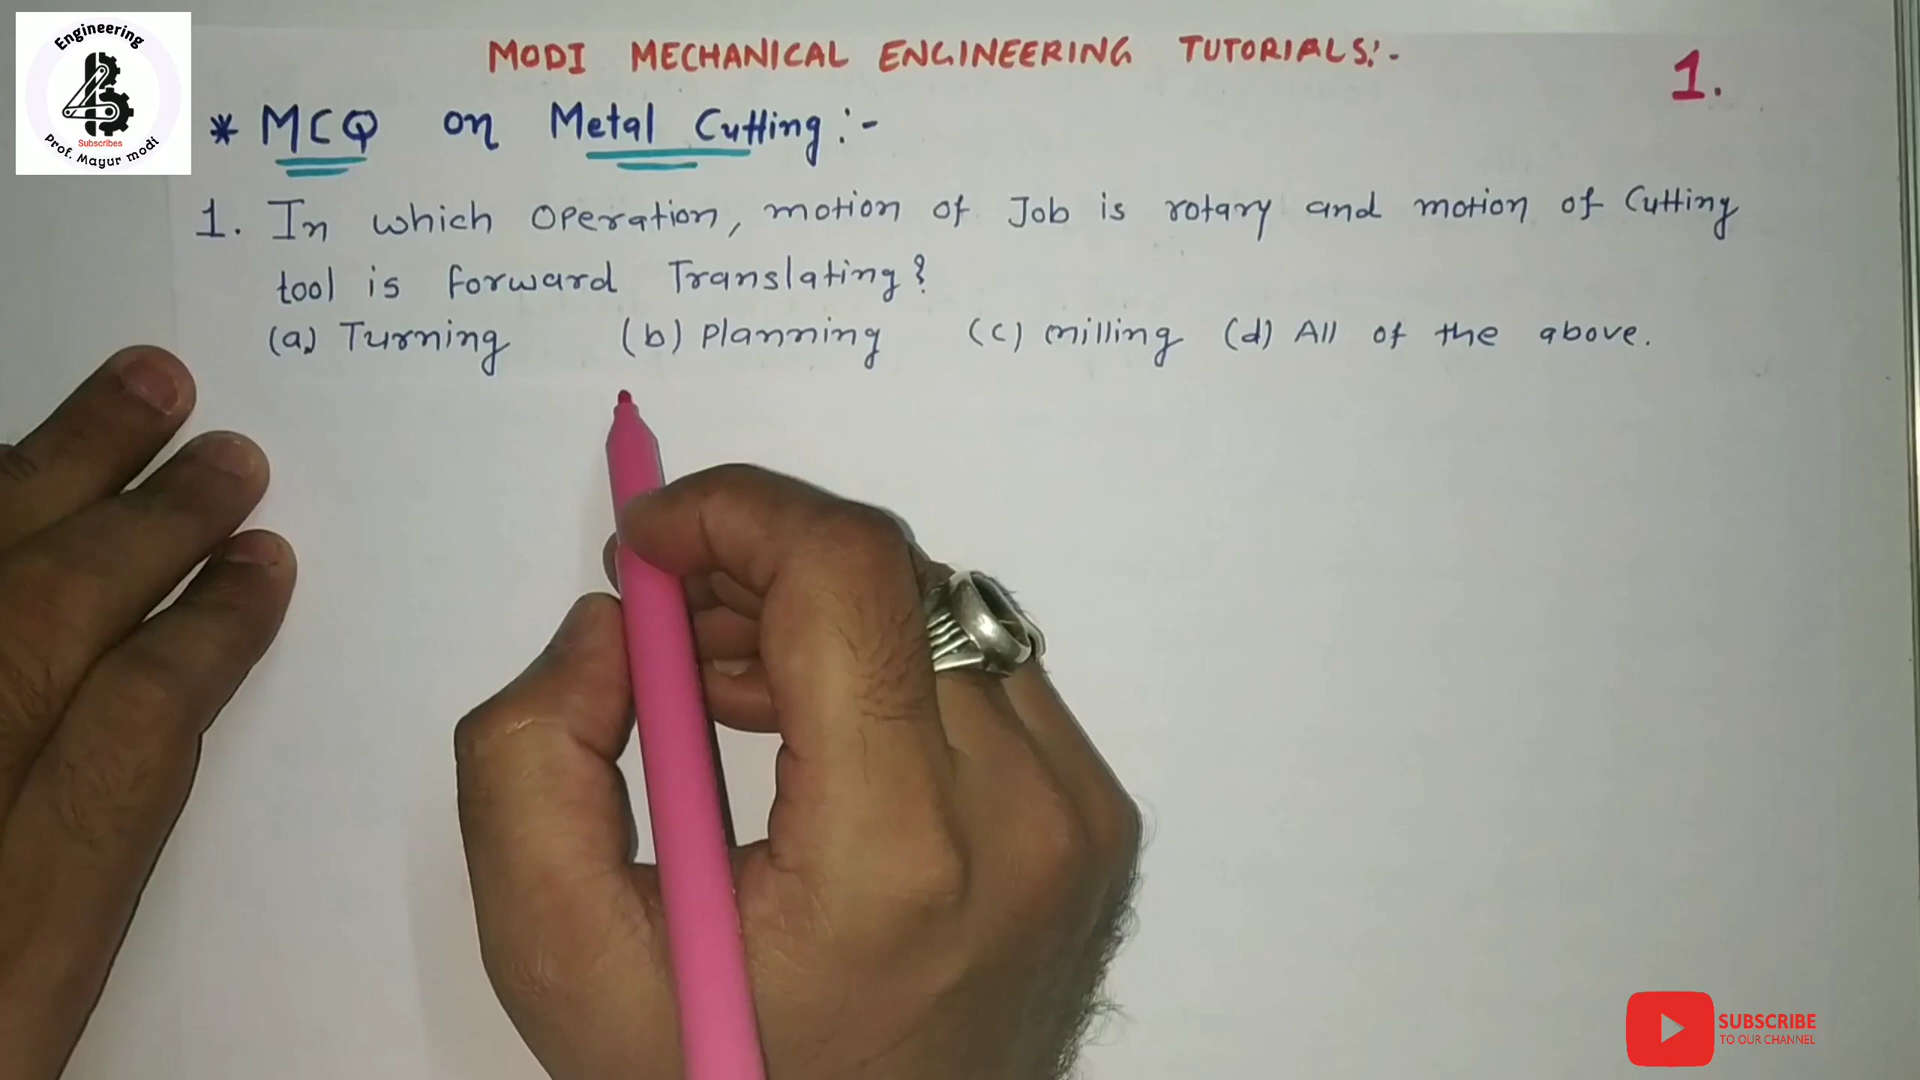 Engineering
Subscribes
Prof. Mayur modi
MODI MECHANICAL ENGINEERING TUTORIALS:-
1.
* MCQ on Metal Cutting :-
1. In which operation, motion of Job is rotary and motion of Cutting
tool is forward Translating?
(a) Turning (b) Planning (c) milling (d) All of the above.
SUBSCRIBE
TO OUR CHANNEL